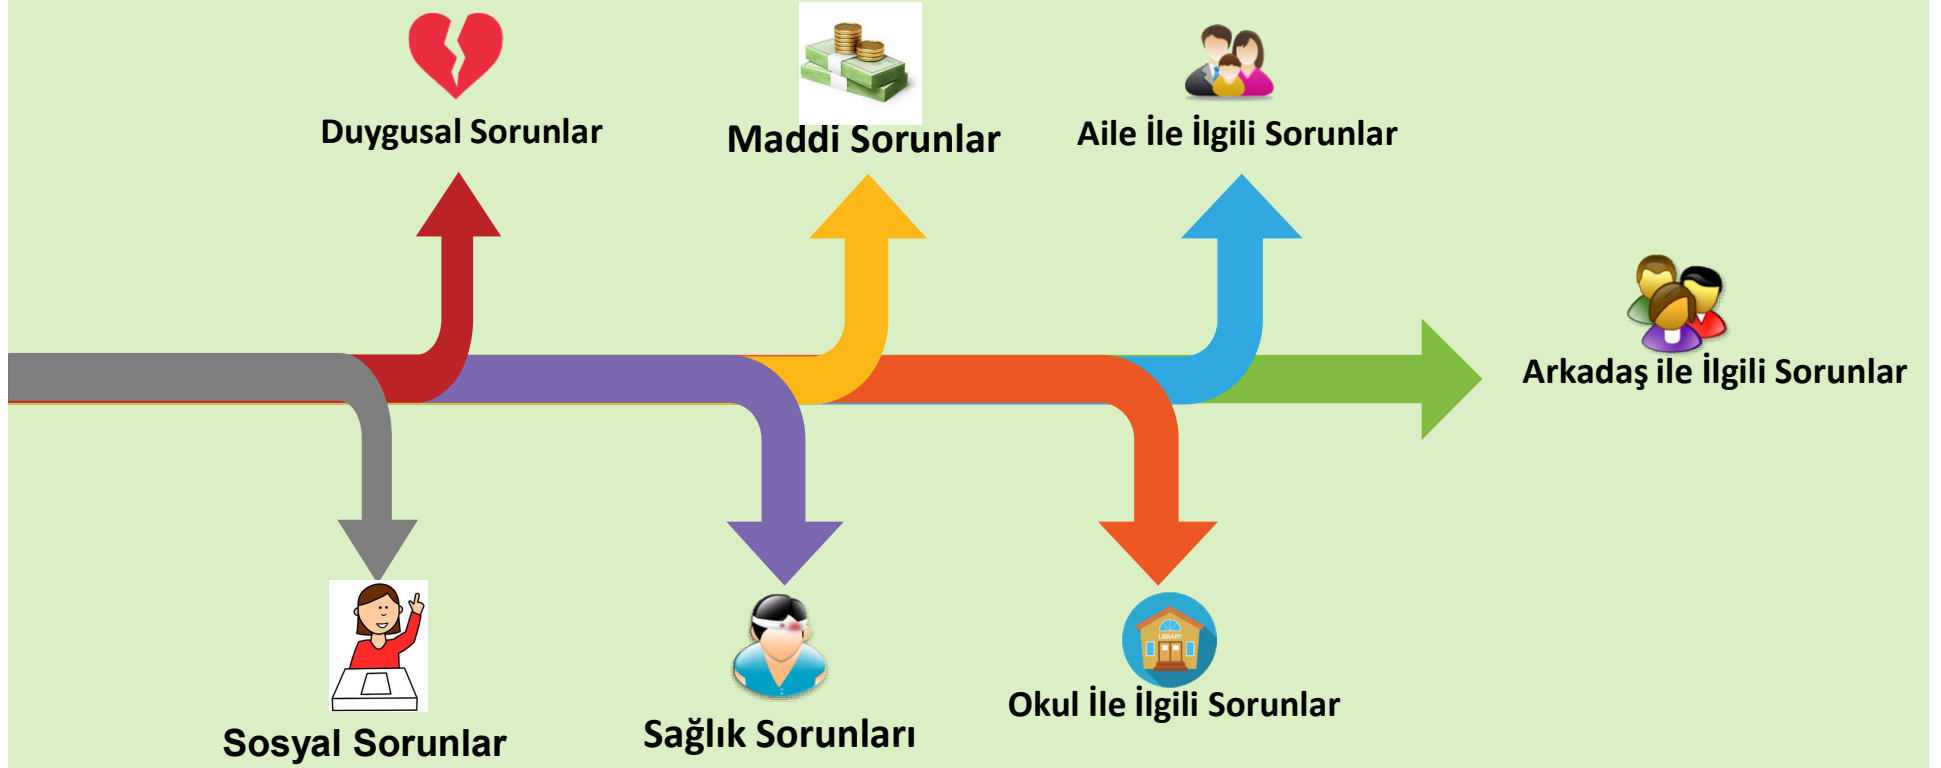 Duygusal Sorunlar
Maddi Sorunlar
Aile İle İlgili Sorunlar
Arkadaş ile İlgili Sorunlar
LIBRARY
Okul İle İlgili Sorunlar
Sağlık Sorunları
Sosyal Sorunlar